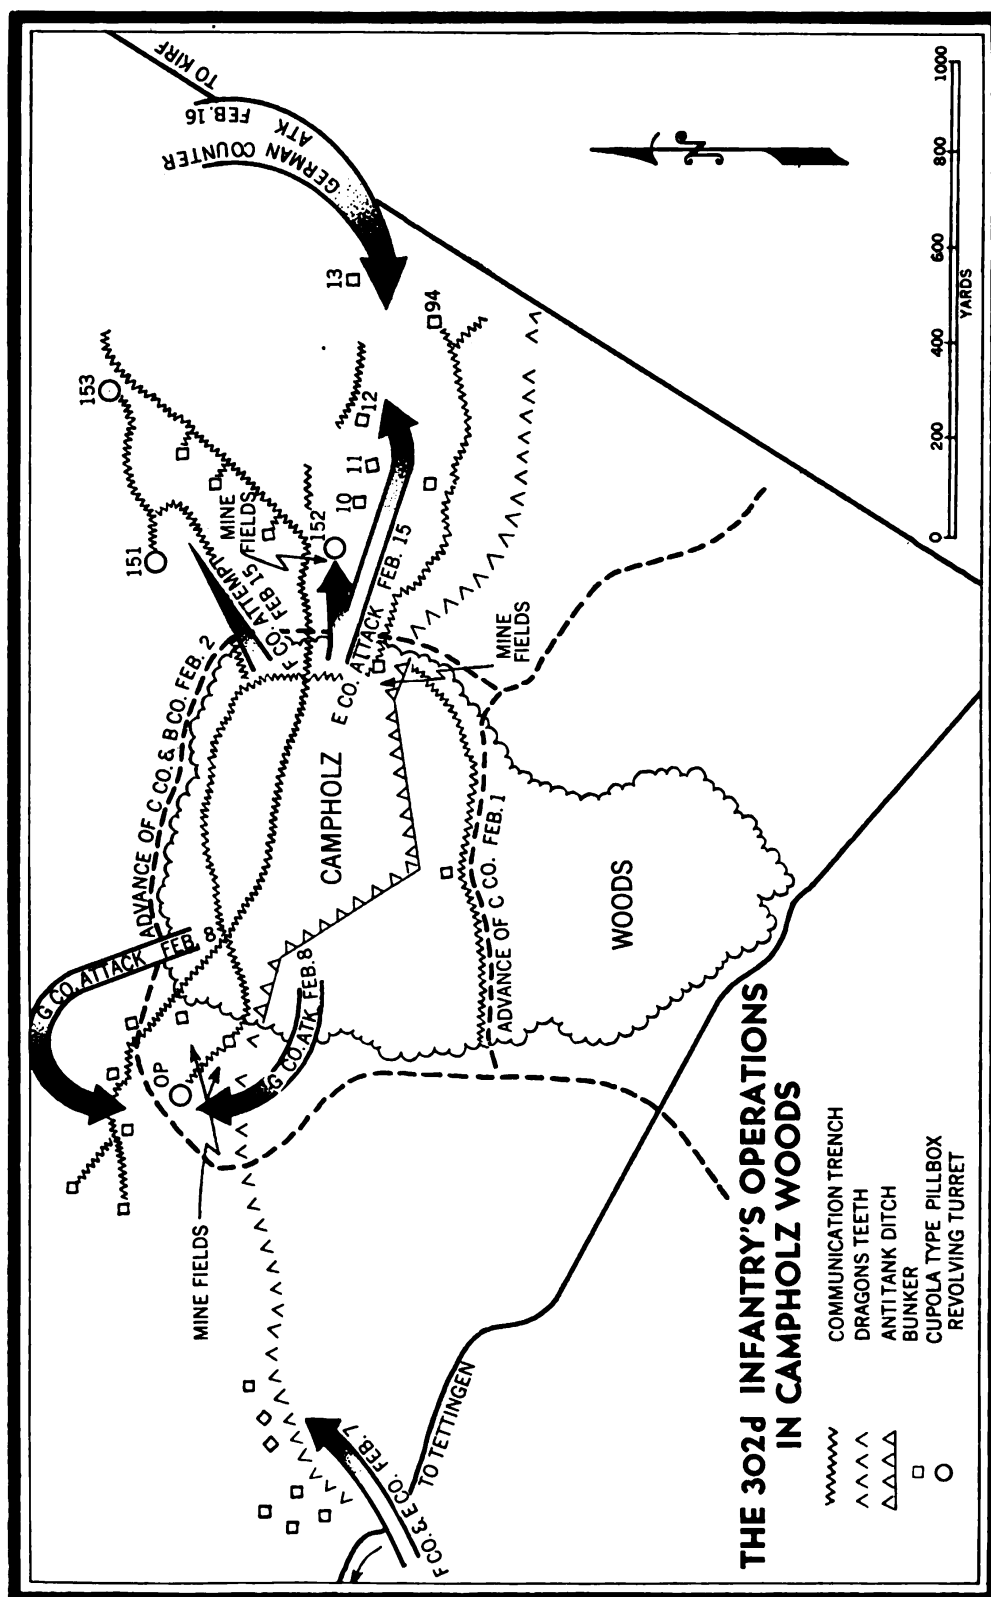 THE 302d INFANTRY'S OPERATIONS
IN CAMPHOLZ WOODS
COMMUNICATION TRENCH
DRAGONS TEETH
ANTITANK DITCH
BUNKER
CUPOLA TYPE PILLBOX
REVOLVING TURRET
F CO. & E CO. FEB. 7
TO TETTINGEN
MINE FIELDS
OP
G CO. ATTACK FEB. 8
G CO. ATK FEB. 8
ADVANCE OF C CO. & B CO. FEB. 2
ADVANCE OF C CO. FEB. 1
CAMPHOLZ
WOODS
F CO. ATTEMPT
FEB 15
MINE
FIELDS
E CO. ATTACK FEB. 15
MINE
FIELDS
151
152
153
10
11
12
13
94
GERMAN COUNTER
ATK FEB. 16
TO KIRF
N
0 200 400 600 800 1000
YARDS